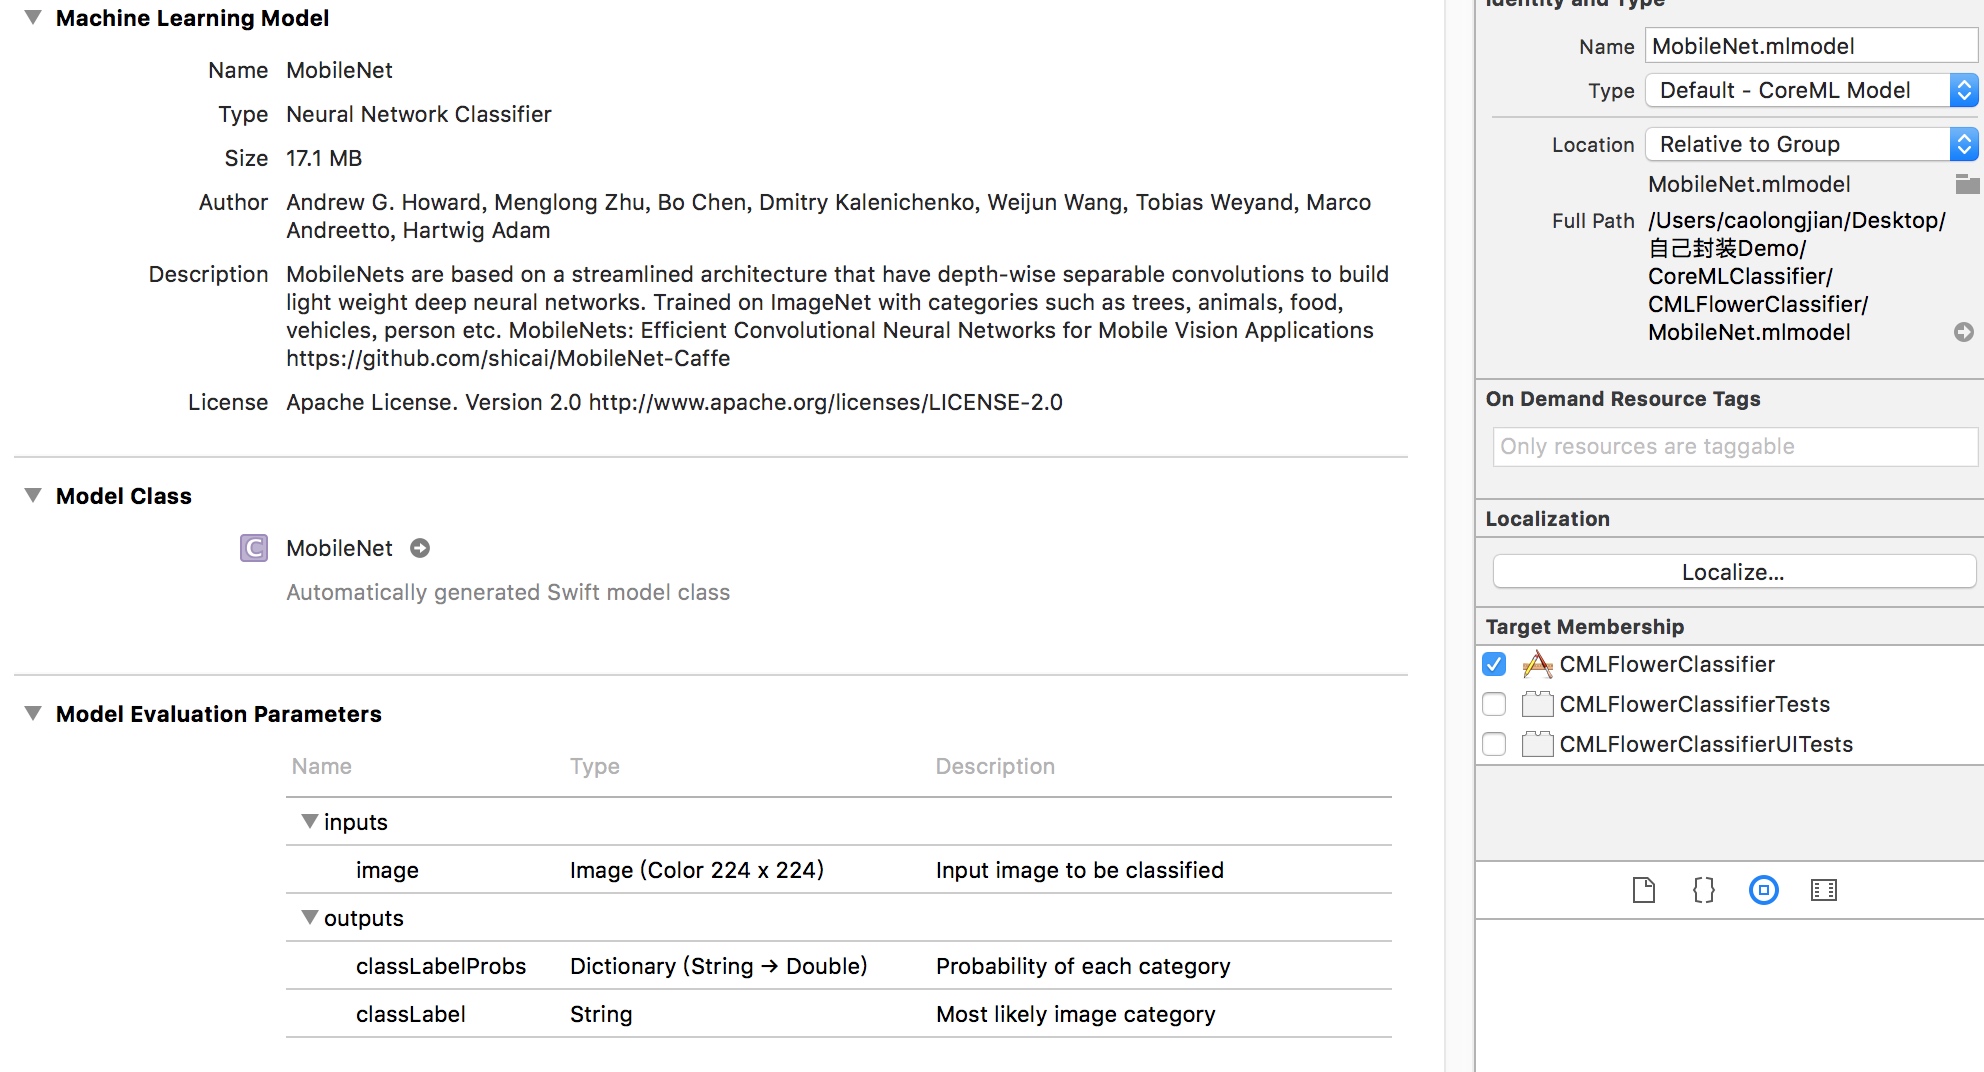 Machine Learning Model
Name MobileNet
Type Neural Network Classifier
Size 17.1 MB
Author Andrew G. Howard, Menglong Zhu, Bo Chen, Dmitry Kalenichenko, Weijun Wang, Tobias Weyand, Marco
Andreetto, Hartwig Adam
Description MobileNets are based on a streamlined architecture that have depth-wise separable convolutions to build
light weight deep neural networks. Trained on ImageNet with categories such as trees, animals, food,
vehicles, person etc. MobileNets: Efficient Convolutional Neural Networks for Mobile Vision Applications
https://github.com/shicai/MobileNet-Caffe
License Apache License. Version 2.0 http://www.apache.org/licenses/LICENSE-2.0
Model Class
C MobileNet
Automatically generated Swift model class
Model Evaluation Parameters
Name Type Description
inputs
image Image (Color 224 x 224) Input image to be classified
outputs
classLabelProbs Dictionary (String → Double) Probability of each category
classLabel String Most likely image category
Identity and Type
Name MobileNet.mlmodel
Type Default - CoreML Model
Location Relative to Group
MobileNet.mlmodel
Full Path /Users/caolongjian/Desktop/
自己封装Demo/
CoreMLClassifier/
CMLFlowerClassifier/
MobileNet.mlmodel
On Demand Resource Tags
Only resources are taggable
Localization
Localize...
Target Membership
CMLFlowerClassifier
CMLFlowerClassifierTests
CMLFlowerClassifierUITests